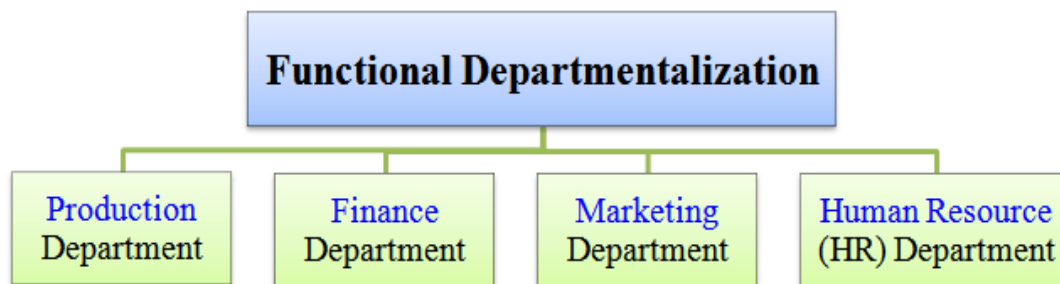 Functional Departmentalization
Production
Department
Finance
Department
Marketing
Department
Human Resource
(HR) Department